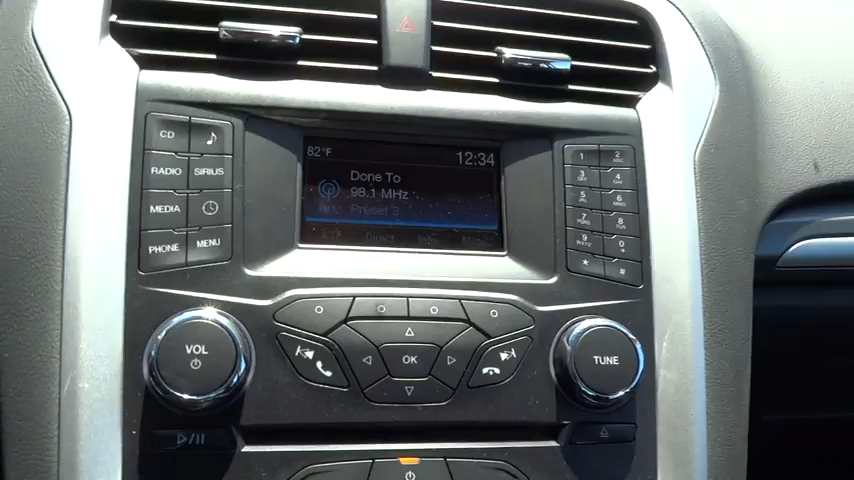 CD
RADIO SIRIUS
MEDIA
PHONE MENU
82°F 12:34
Done To
98.1 MHz
Preset 3
Direct
1 2 ABC
3 DEF 4 GHI
5 JKL 6 MNO
7 PQRS 8 TUV
9 WXYZ 0 +
* #
VOL
OK
TUNE